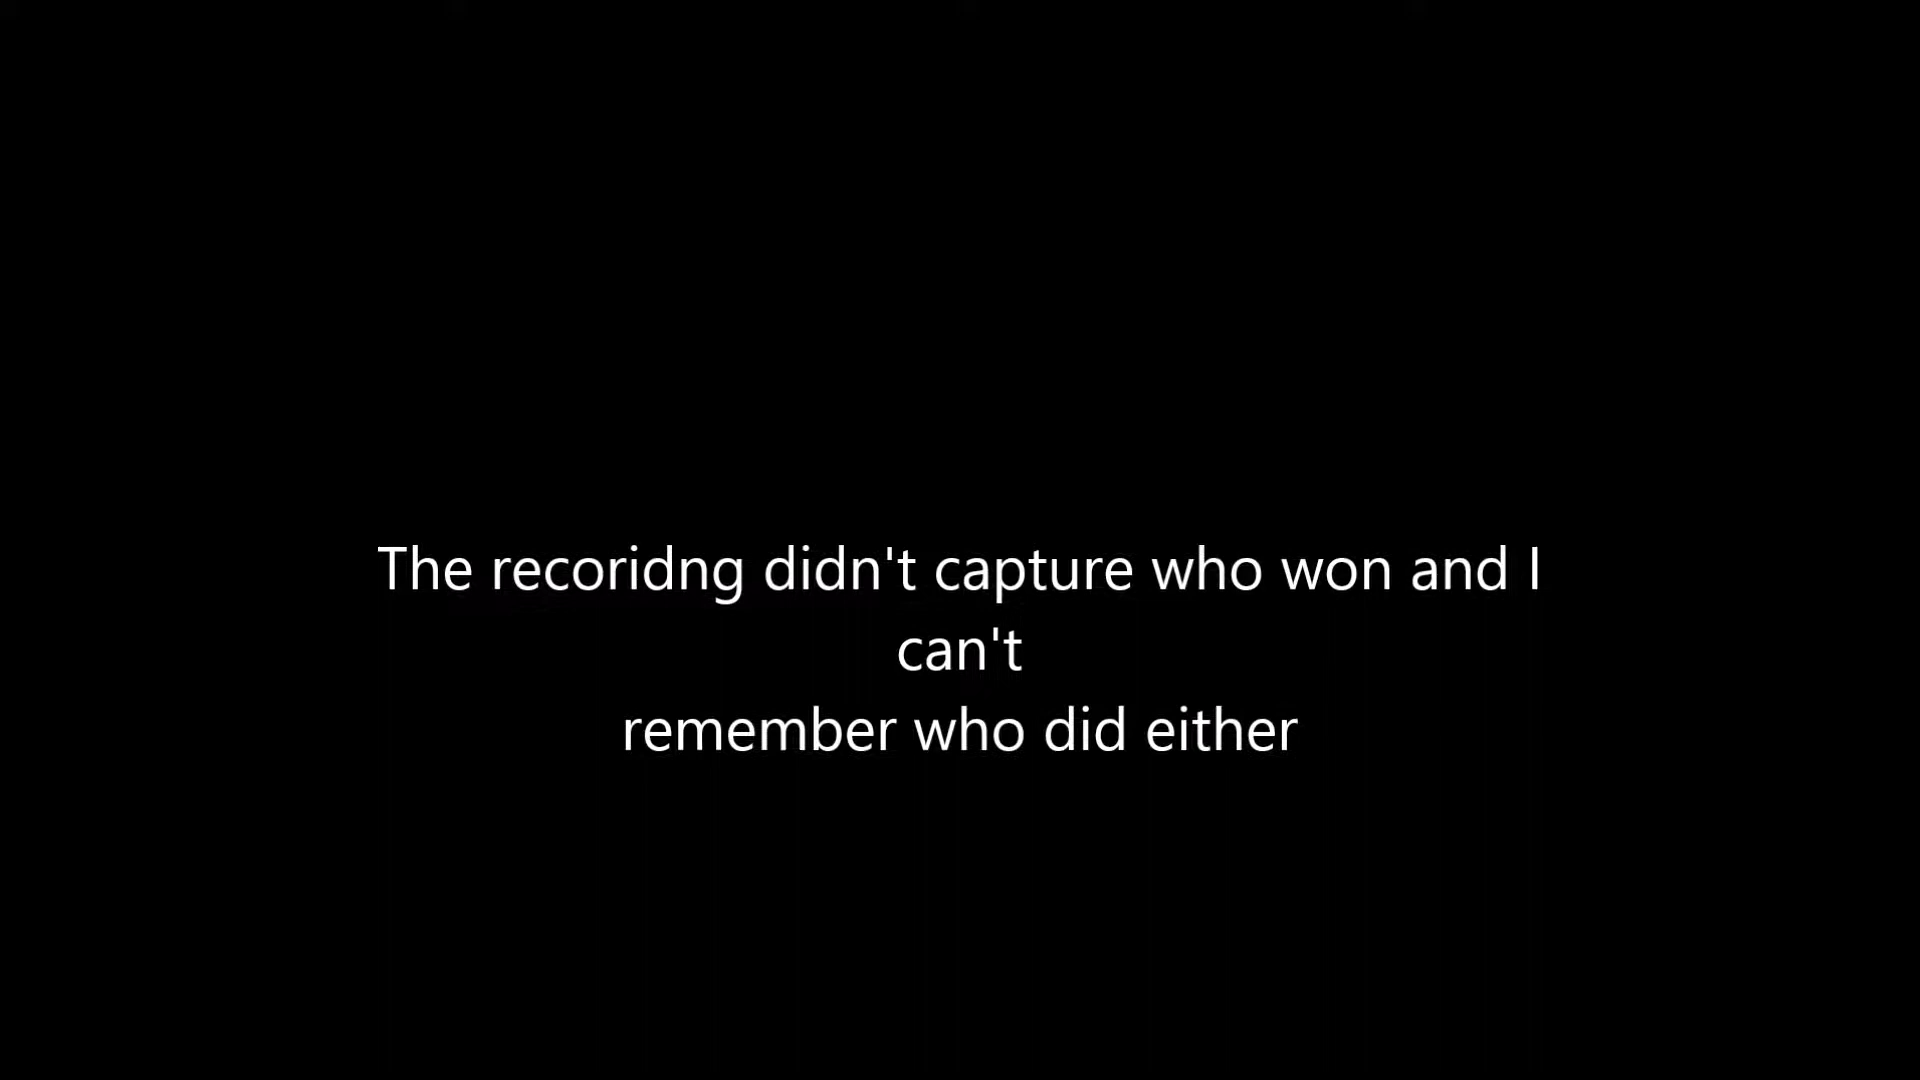 The recoridng didn't capture who won and I
can't
remember who did either